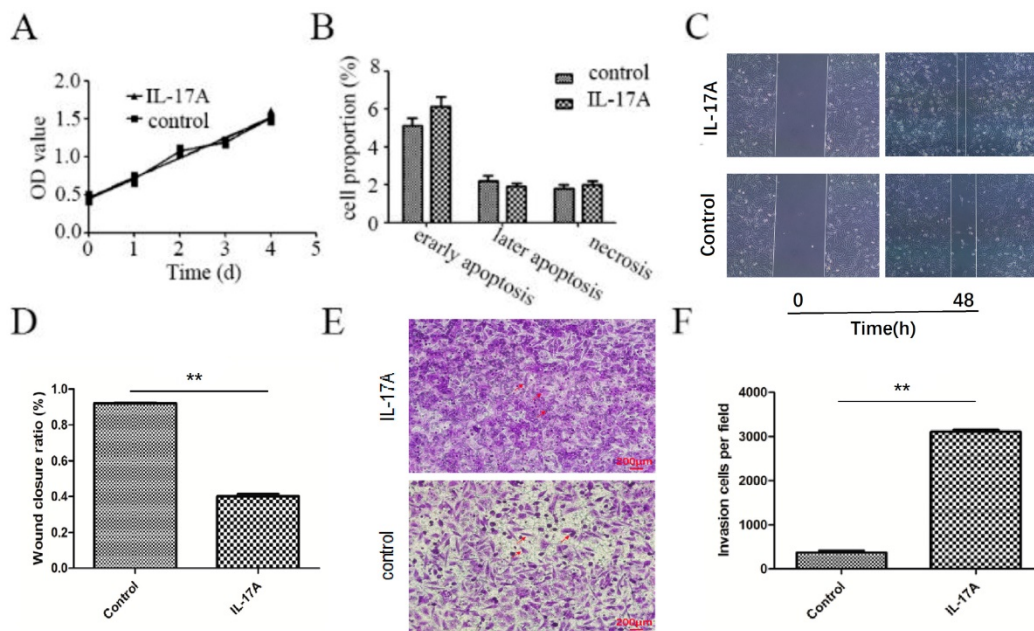 A
IL-17A
control
OD value
2.0
1.5
1.0
0.5
0.0
0 1 2 3 4 5
Time (d)
B
control
IL-17A
cell proportion (%)
8
6
4
2
0
erarly apoptosis
later apoptosis
necrosis
C
IL-17A
Control
0 48
Time(h)
D
**
Wound closure ratio (%)
1.0
0.8
0.6
0.4
0.2
0.0
Control
IL-17A
E
IL-17A
200μm
control
200μm
F
**
Invasion cells per field
4000
3000
2000
1000
0
Control
IL-17A